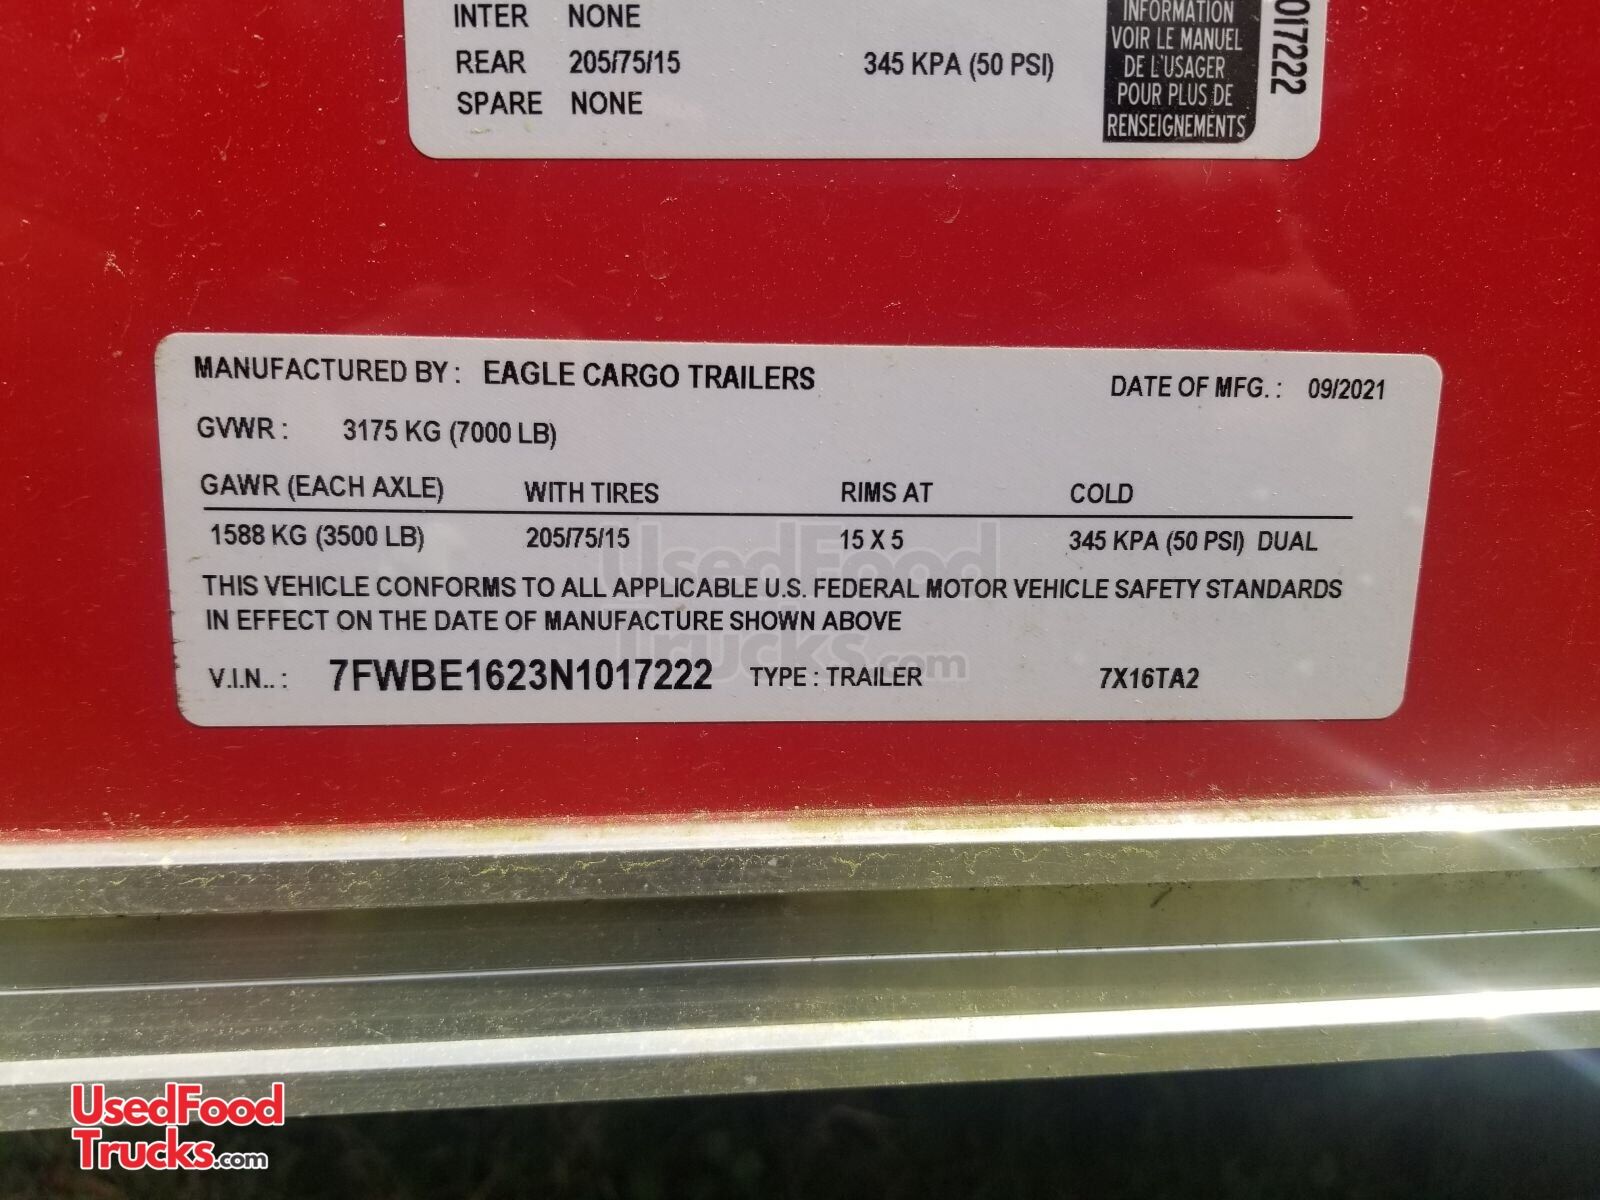 INTER NONE
REAR 205/75/15 345 KPA (50 PSI)
SPARE NONE
INFORMATION
VOIR LE MANUEL
DE L'USAGER
POUR PLUS DE
RENSEIGNEMENTS
017222
MANUFACTURED BY : EAGLE CARGO TRAILERS DATE OF MFG. : 09/2021
GVWR : 3175 KG (7000 LB)
GAWR (EACH AXLE) WITH TIRES RIMS AT COLD
1588 KG (3500 LB) 205/75/15 15 X 5 345 KPA (50 PSI) DUAL
THIS VEHICLE CONFORMS TO ALL APPLICABLE U.S. FEDERAL MOTOR VEHICLE SAFETY STANDARDS
IN EFFECT ON THE DATE OF MANUFACTURE SHOWN ABOVE
V.I.N.. : 7FWBE1623N1017222 TYPE : TRAILER 7X16TA2
UsedFood
Trucks.com
UsedFood
Trucks.com